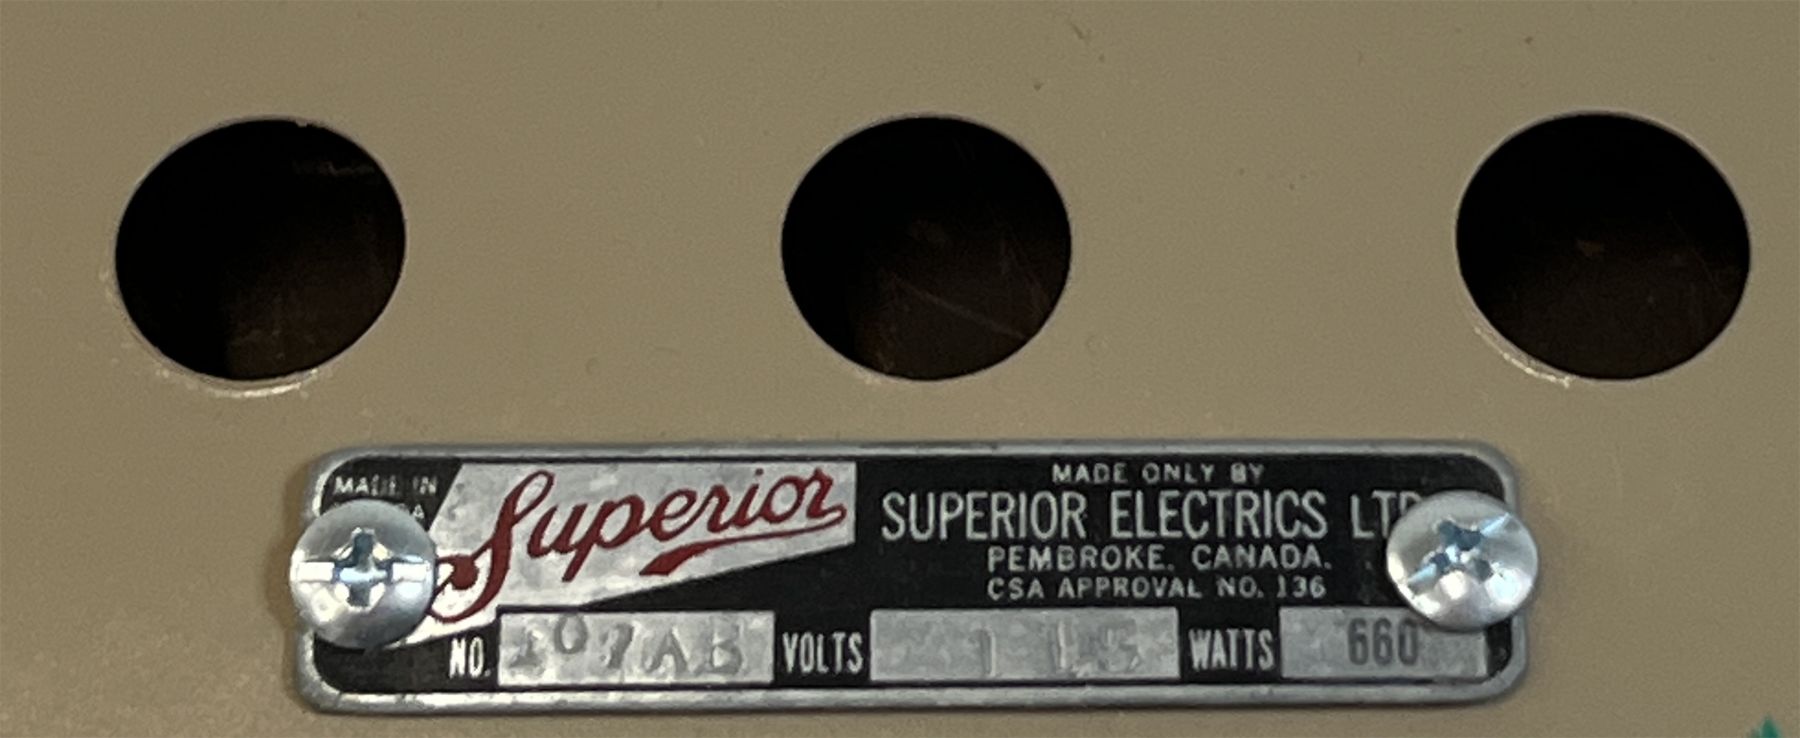 MADE IN
Superior
MADE ONLY BY
SUPERIOR ELECTRICS LTD
PEMBROKE, CANADA.
CSA APPROVAL NO. 136
NO. VOLTS 115 WATTS 660